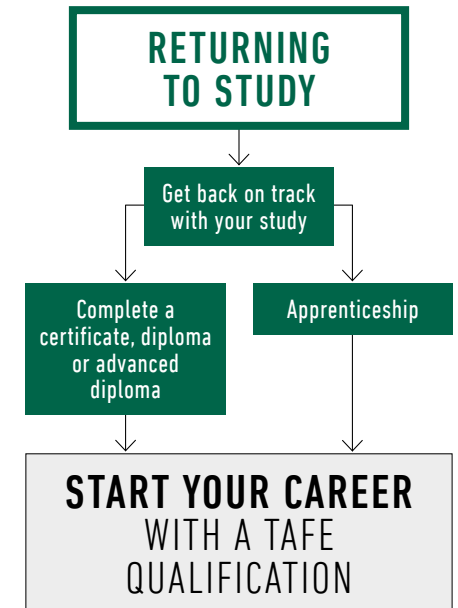 RETURNING
TO STUDY
Get back on track
with your study
Complete a
certificate, diploma
or advanced
diploma
Apprenticeship
START YOUR CAREER
WITH A TAFE
QUALIFICATION